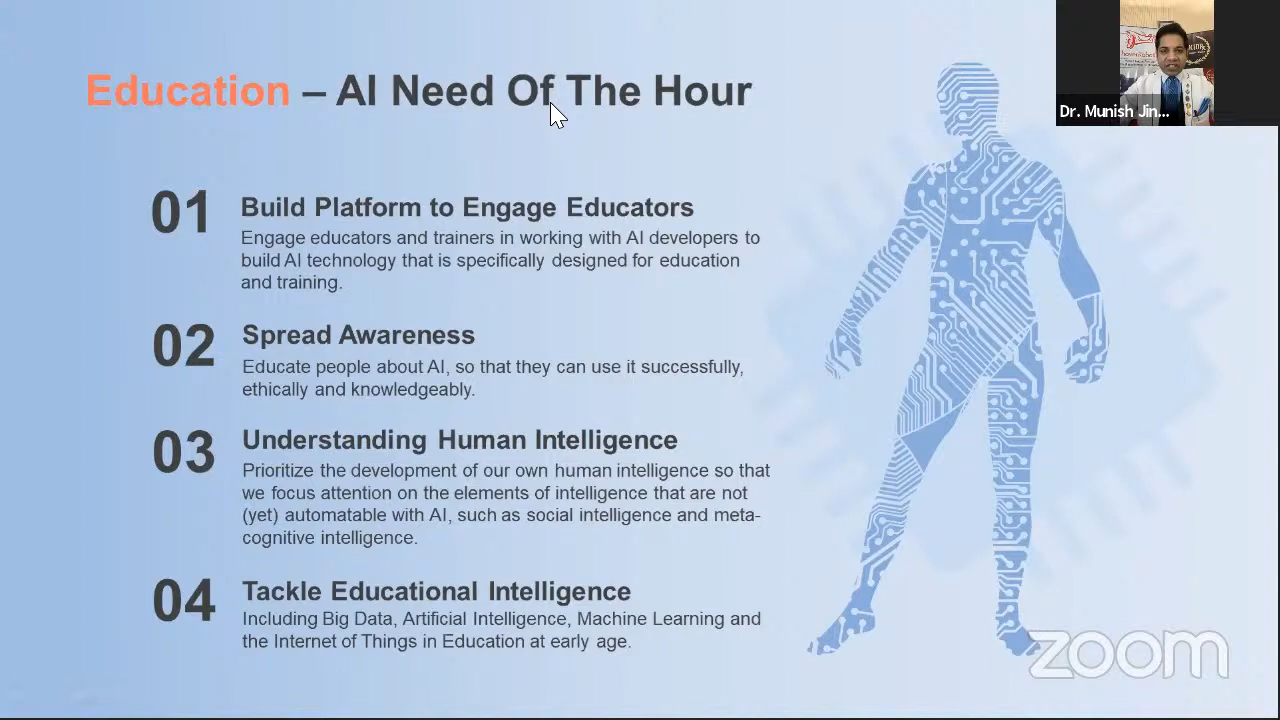 Education – AI Need Of The Hour
Dr. Munish Jin...
01
Build Platform to Engage Educators
Engage educators and trainers in working with AI developers to
build AI technology that is specifically designed for education
and training.
02
Spread Awareness
Educate people about AI, so that they can use it successfully,
ethically and knowledgeably.
03
Understanding Human Intelligence
Prioritize the development of our own human intelligence so that
we focus attention on the elements of intelligence that are not
(yet) automatable with AI, such as social intelligence and meta-
cognitive intelligence.
04
Tackle Educational Intelligence
Including Big Data, Artificial Intelligence, Machine Learning and
the Internet of Things in Education at early age.
zoom